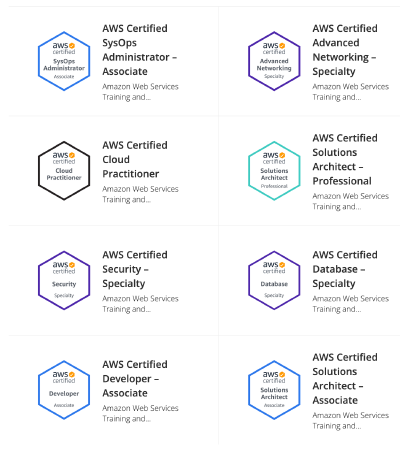 aws
certified
SysOps
Administrator
Associate
AWS Certified
SysOps
Administrator –
Associate
Amazon Web Services
Training and...
aws
certified
Advanced
Networking
Specialty
AWS Certified
Advanced
Networking –
Specialty
Amazon Web Services
Training and...
aws
certified
Cloud
Practitioner
AWS Certified
Cloud
Practitioner
Amazon Web Services
Training and...
aws
certified
Solutions
Architect
Professional
AWS Certified
Solutions
Architect –
Professional
Amazon Web Services
Training and...
aws
certified
Security
Specialty
AWS Certified
Security –
Specialty
Amazon Web Services
Training and...
aws
certified
Database
Specialty
AWS Certified
Database –
Specialty
Amazon Web Services
Training and...
aws
certified
Developer
Associate
AWS Certified
Developer –
Associate
Amazon Web Services
Training and...
aws
certified
Solutions
Architect
Associate
AWS Certified
Solutions
Architect –
Associate
Amazon Web Services
Training and...